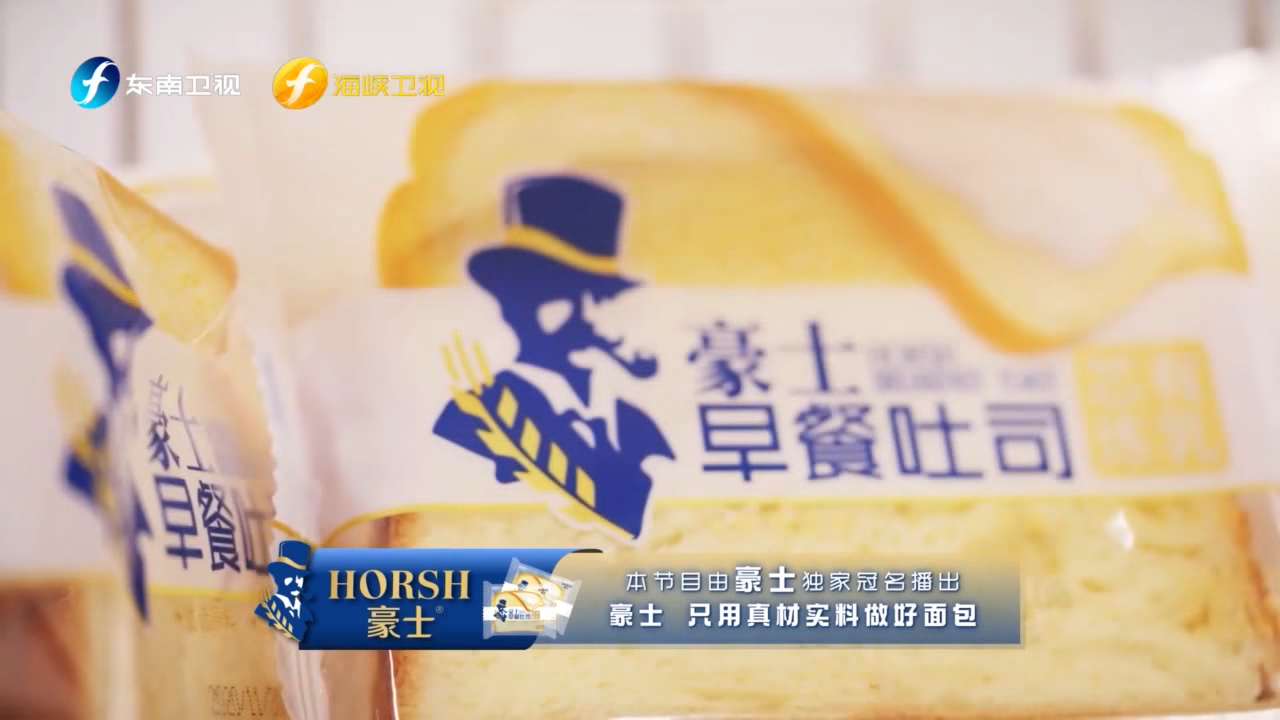 东南卫视
海峡卫视
豪士
早餐吐司
豪士
早餐吐
HORSH
豪士®
本节目由豪士独家冠名播出
豪士 只用真材实料做好面包